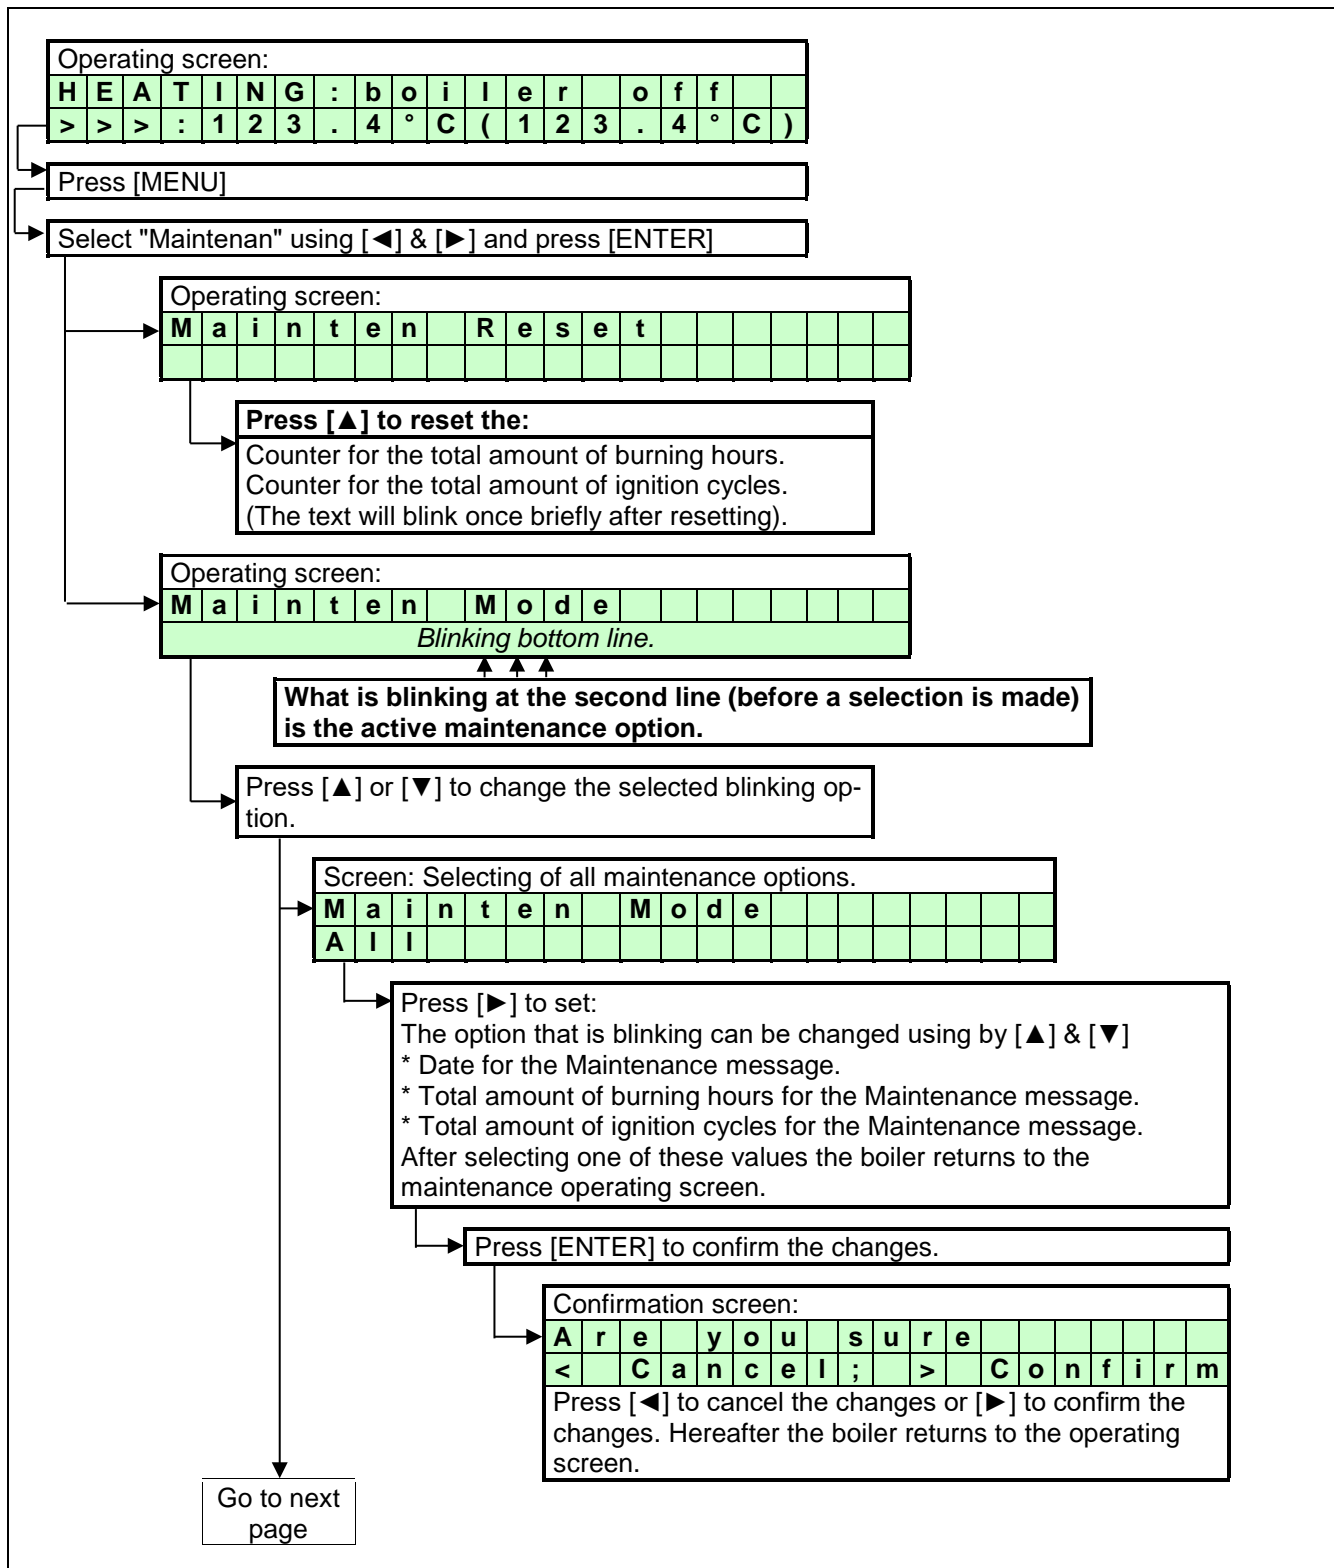 Operating screen:
HEATING:boiler off
>>>:123.4°C(123.4°C)
Press [MENU]
Select "Maintenan" using [◄] & [►] and press [ENTER]
Operating screen:
Mainten Reset
Press [▲] to reset the:
Counter for the total amount of burning hours.
Counter for the total amount of ignition cycles.
(The text will blink once briefly after resetting).
Operating screen:
Mainten Mode
Blinking bottom line.
What is blinking at the second line (before a selection is made)
is the active maintenance option.
Press [▲] or [▼] to change the selected blinking op-
tion.
Screen: Selecting of all maintenance options.
Mainten Mode
All
Press [►] to set:
The option that is blinking can be changed using by [▲] & [▼]
* Date for the Maintenance message.
* Total amount of burning hours for the Maintenance message.
* Total amount of ignition cycles for the Maintenance message.
After selecting one of these values the boiler returns to the
maintenance operating screen.
Press [ENTER] to confirm the changes.
Confirmation screen:
Are you sure
< Cancel; > Confirm
Press [◄] to cancel the changes or [►] to confirm the
changes. Hereafter the boiler returns to the operating
screen.
Go to next
page